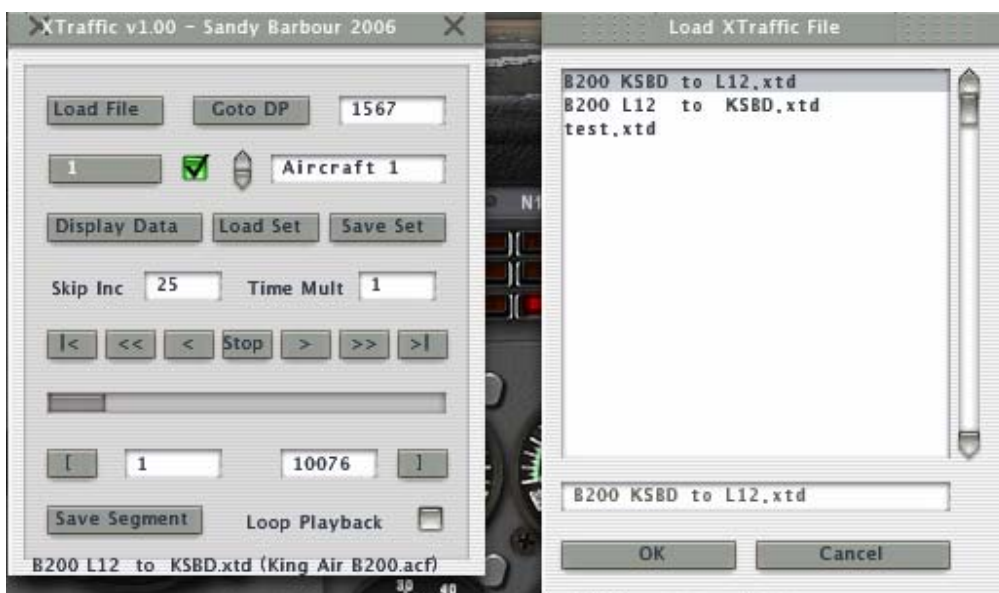 XTraffic v1.00 - Sandy Barbour 2006
Load File Goto DP 1567
1 Aircraft 1
Display Data Load Set Save Set
Skip Inc 25 Time Mult 1
|< << < Stop > >> >|
[ 1 10076 ]
Save Segment Loop Playback
B200 L12 to KSBD.xtd (King Air B200.acf)
N1
30 40
Load XTraffic File
B200 KSBD to L12.xtd
B200 L12 to KSBD.xtd
test.xtd
B200 KSBD to L12.xtd
OK Cancel